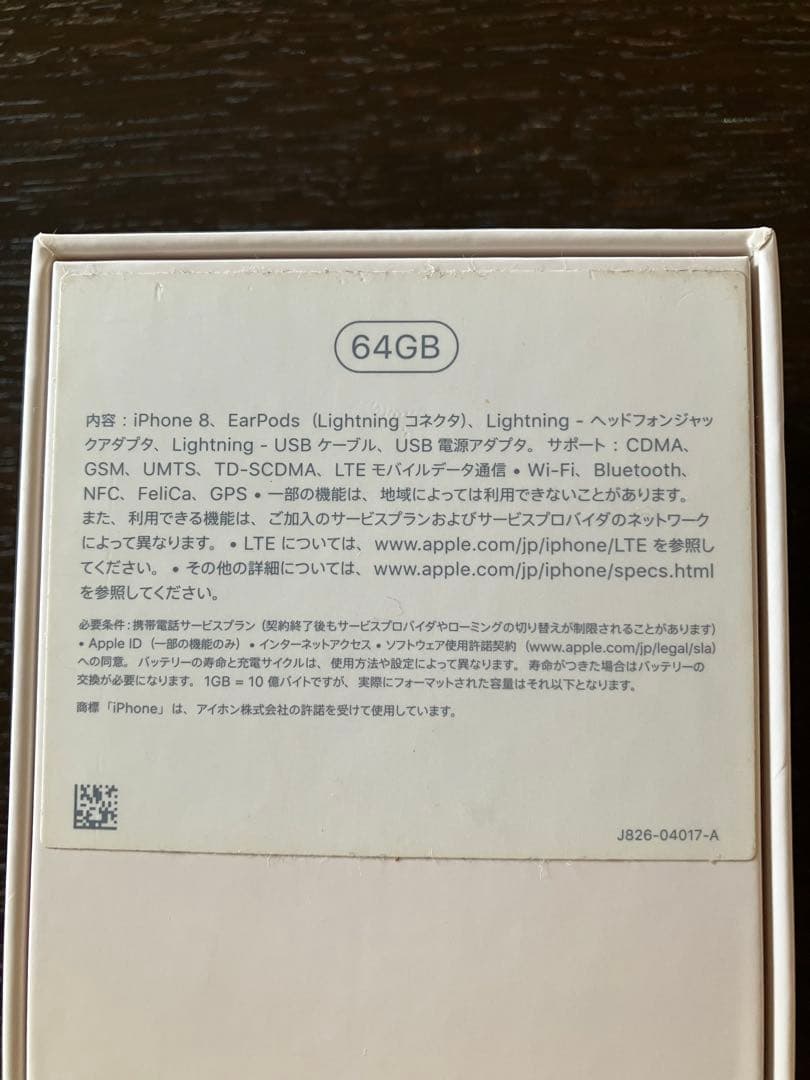 64GB
内容：iPhone 8、EarPods（Lightning コネクタ）、Lightning - ヘッドフォンジャッ
クアダプタ、Lightning - USB ケーブル、USB 電源アダプタ。サポート：CDMA、
GSM、UMTS、TD-SCDMA、LTE モバイルデータ通信 • Wi-Fi、Bluetooth、
NFC、FeliCa、GPS • 一部の機能は、地域によっては利用できないことがあります。
また、利用できる機能は、ご加入のサービスプランおよびサービスプロバイダのネットワーク
によって異なります。 • LTE については、www.apple.com/jp/iphone/LTE を参照し
てください。 • その他の詳細については、www.apple.com/jp/iphone/specs.html
を参照してください。
必要条件：携帯電話サービスプラン（契約終了後もサービスプロバイダやローミングの切り替えが制限されることがあります）
• Apple ID（一部の機能のみ）• インターネットアクセス • ソフトウェア使用許諾契約（www.apple.com/jp/legal/sla）
への同意。バッテリーの寿命と充電サイクルは、使用方法や設定によって異なります。寿命がつきた場合はバッテリーの
交換が必要になります。1GB = 10 億バイトですが、実際にフォーマットされた容量はそれ以下となります。
商標「iPhone」は、アイホン株式会社の許諾を受けて使用しています。
J826-04017-A